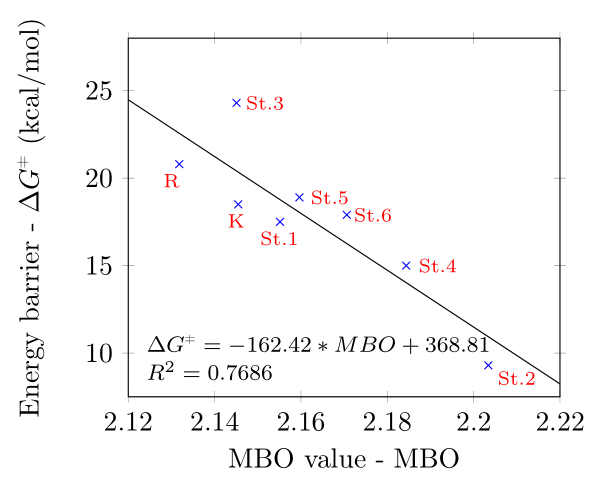 Energy barrier - ΔG‡ (kcal/mol)
25
20
15
10
St.3
R
K
St.1
St.5
St.6
St.4
St.2
ΔG‡ = −162.42 ∗ MBO + 368.81
R² = 0.7686
2.12 2.14 2.16 2.18 2.2 2.22
MBO value - MBO